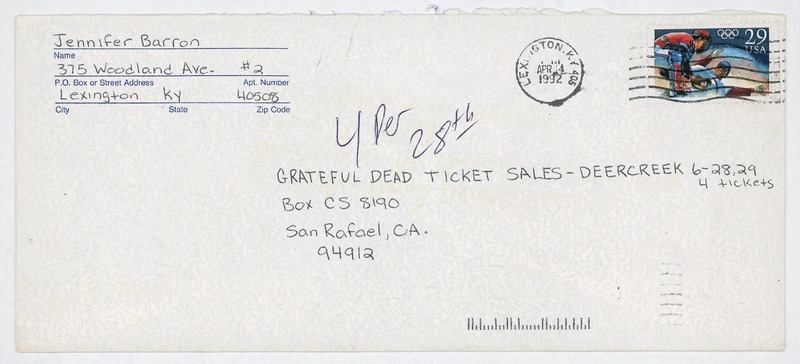 Jennifer Barron
Name
375 Woodland Ave. #2
P.O. Box or Street Address Apt. Number
Lexington Ky 40508
City State Zip Code
LEXINGTON, KY 405
APR 14
1992
29
USA
4 Per 28th
GRATEFUL DEAD TICKET SALES - DEERCREEK 6-28,29
4 tickets
Box CS 8190
San Rafael, CA.
94912